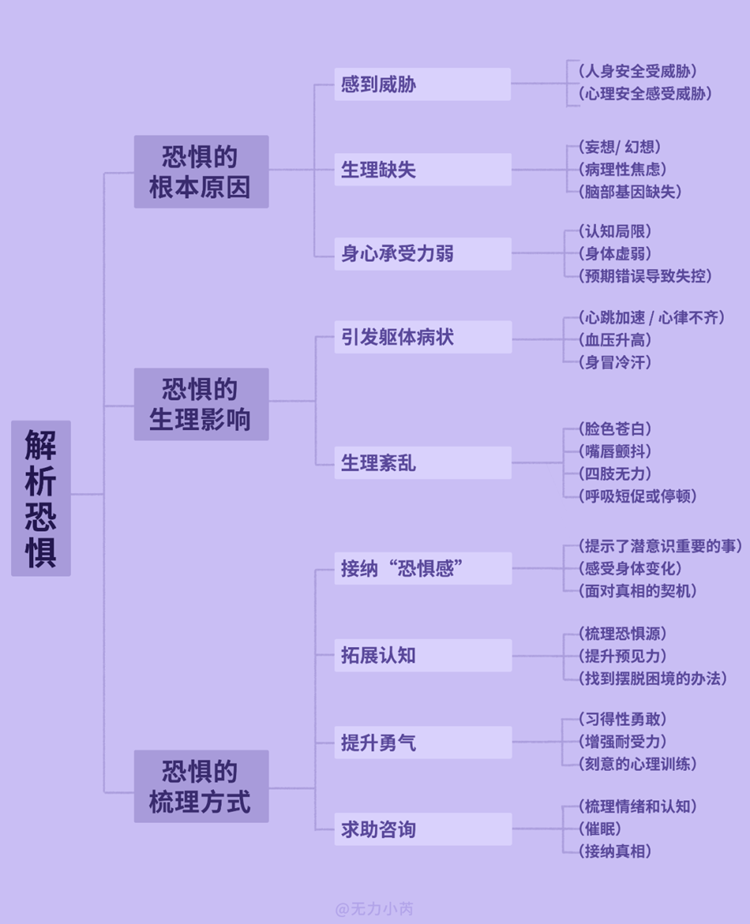 解
析
恐
惧
恐惧的
根本原因
感到威胁
（人身安全受威胁）
（心理安全感受威胁）
生理缺失
（妄想/ 幻想）
（病理性焦虑）
（脑部基因缺失）
身心承受力弱
（认知局限）
（身体虚弱）
（预期错误导致失控）
恐惧的
生理影响
引发躯体病状
（心跳加速 / 心律不齐）
（血压升高）
（身冒冷汗）
生理紊乱
（脸色苍白）
（嘴唇颤抖）
（四肢无力）
（呼吸短促或停顿）
恐惧的
梳理方式
接纳“恐惧感”
（提示了潜意识重要的事）
（感受身体变化）
（面对真相的契机）
拓展认知
（梳理恐惧源）
（提升预见力）
（找到摆脱困境的办法）
提升勇气
（习得性勇敢）
（增强耐受力）
（刻意的心理训练）
求助咨询
（梳理情绪和认知）
（催眠）
（接纳真相）
@无力小芮